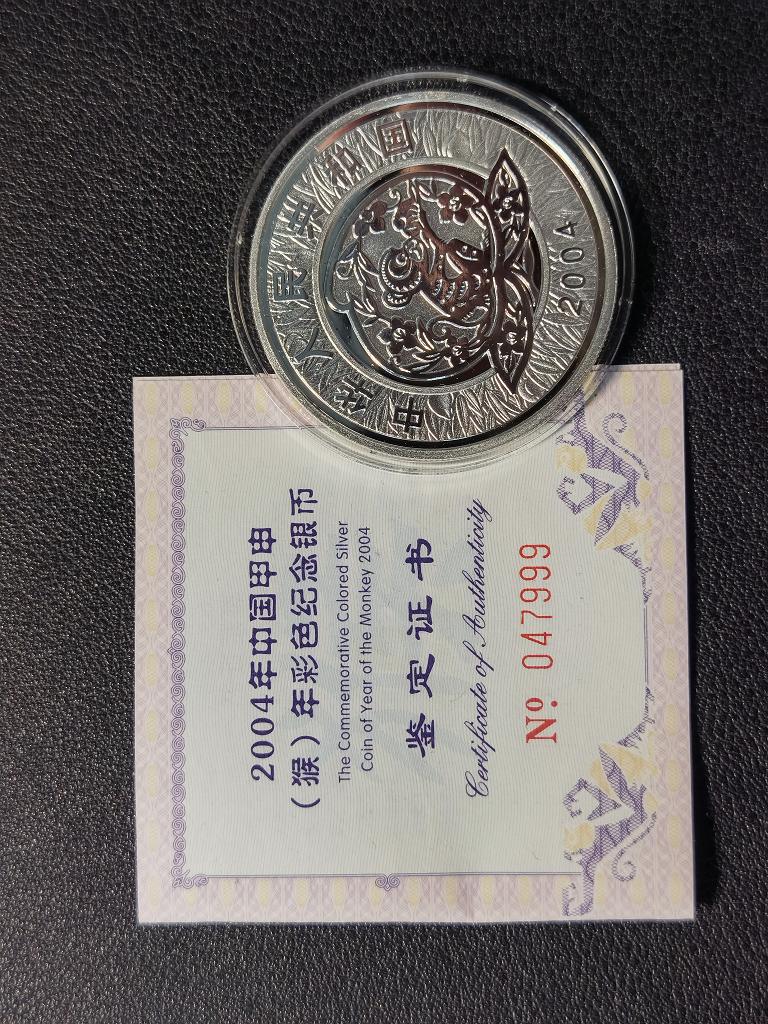 中华人民共和国
2004
2004年中国甲申
（猴）年彩色纪念银币
The Commemorative Colored Silver
Coin of Year of the Monkey 2004
鉴定证书
Certificate of Authenticity
Nº 047999